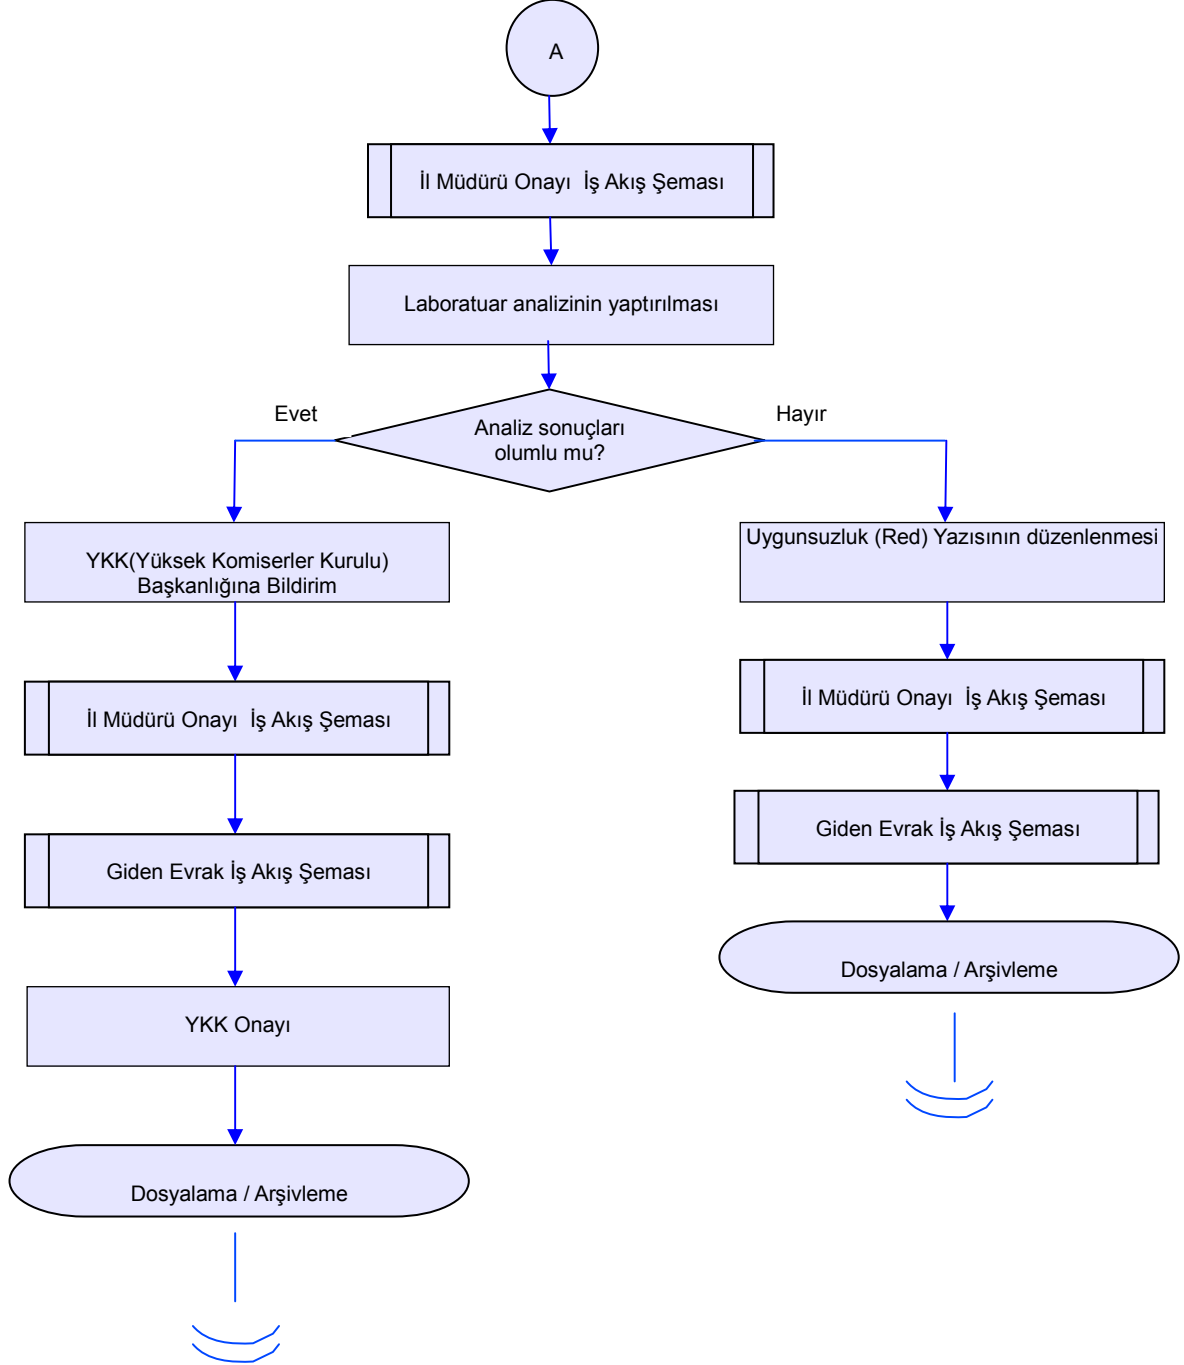 A
İl Müdürü Onayı  İş Akış Şeması
Laboratuar analizinin yaptırılması
Evet
Hayır
Analiz sonuçları
olumlu mu?
YKK(Yüksek Komiserler Kurulu)
Başkanlığına Bildirim
Uygunsuzluk (Red) Yazısının düzenlenmesi
İl Müdürü Onayı  İş Akış Şeması
İl Müdürü Onayı  İş Akış Şeması
Giden Evrak İş Akış Şeması
Giden Evrak İş Akış Şeması
Dosyalama / Arşivleme
YKK Onayı
Dosyalama / Arşivleme